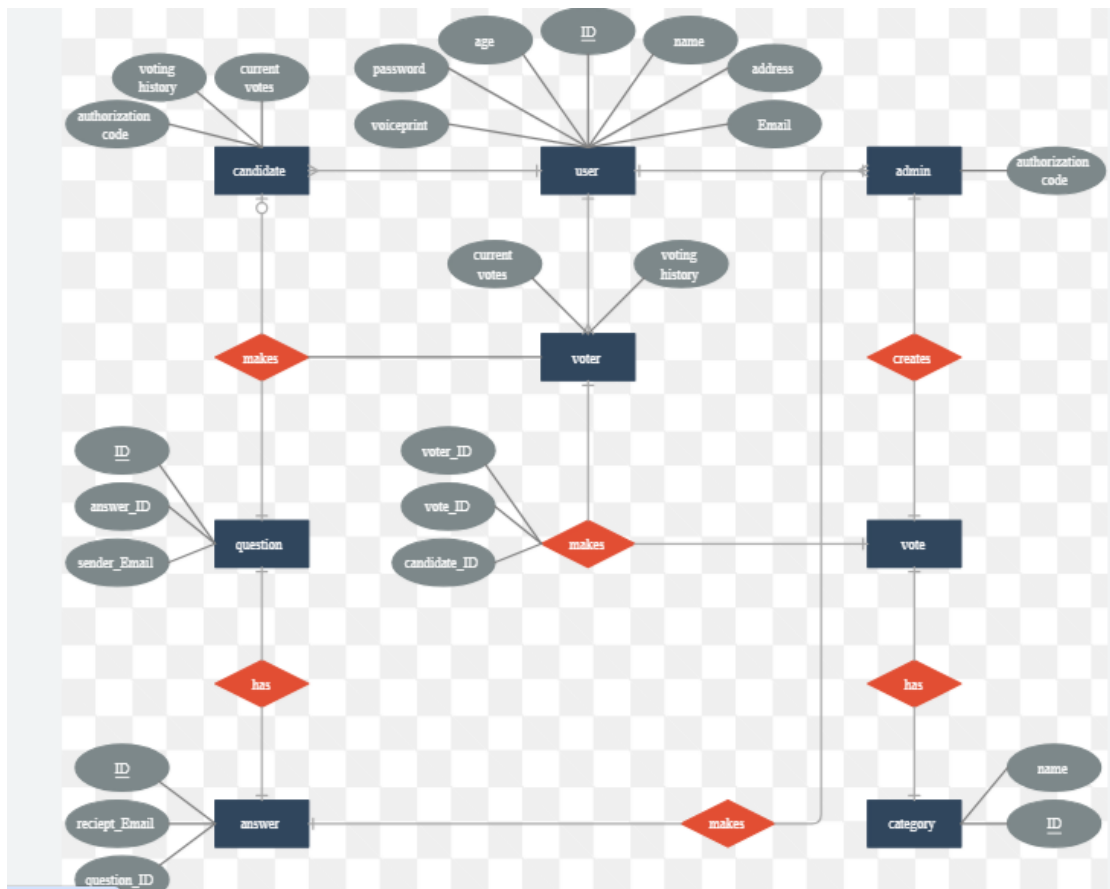 ID
age
name
voting
history
current
votes
password
address
authorization
code
voiceprint
Email
candidate
user
admin
authorization
code
current
votes
voting
history
makes
voter
creates
ID
voter_ID
answer_ID
vote_ID
sender_Email
question
candidate_ID
makes
vote
has
has
ID
name
reciept_Email
answer
makes
category
ID
question_ID